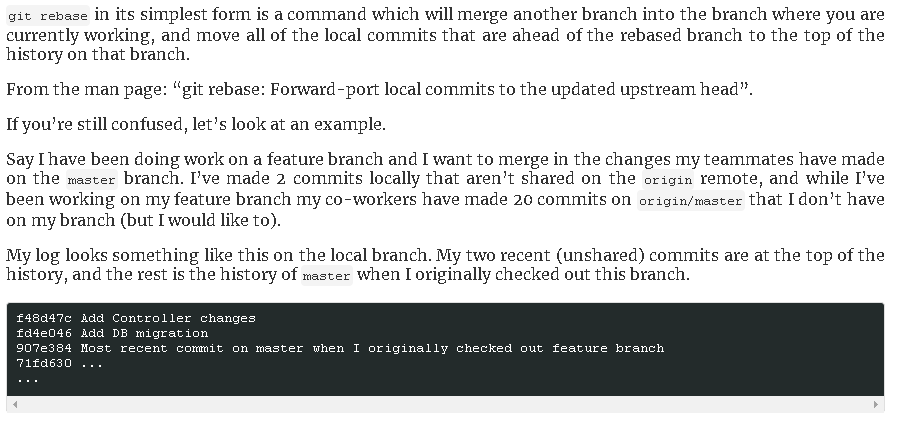 git rebase in its simplest form is a command which will merge another branch into the branch where you are
currently working, and move all of the local commits that are ahead of the rebased branch to the top of the
history on that branch.
From the man page: “git rebase: Forward-port local commits to the updated upstream head”.
If you’re still confused, let’s look at an example.
Say I have been doing work on a feature branch and I want to merge in the changes my teammates have made
on the master branch. I’ve made 2 commits locally that aren’t shared on the origin remote, and while I’ve
been working on my feature branch my co-workers have made 20 commits on origin/master that I don’t have
on my branch (but I would like to).
My log looks something like this on the local branch. My two recent (unshared) commits are at the top of the
history, and the rest is the history of master when I originally checked out this branch.
f48d47c Add Controller changes
fd4e046 Add DB migration
907e384 Most recent commit on master when I originally checked out feature branch
71fd630 ...
...